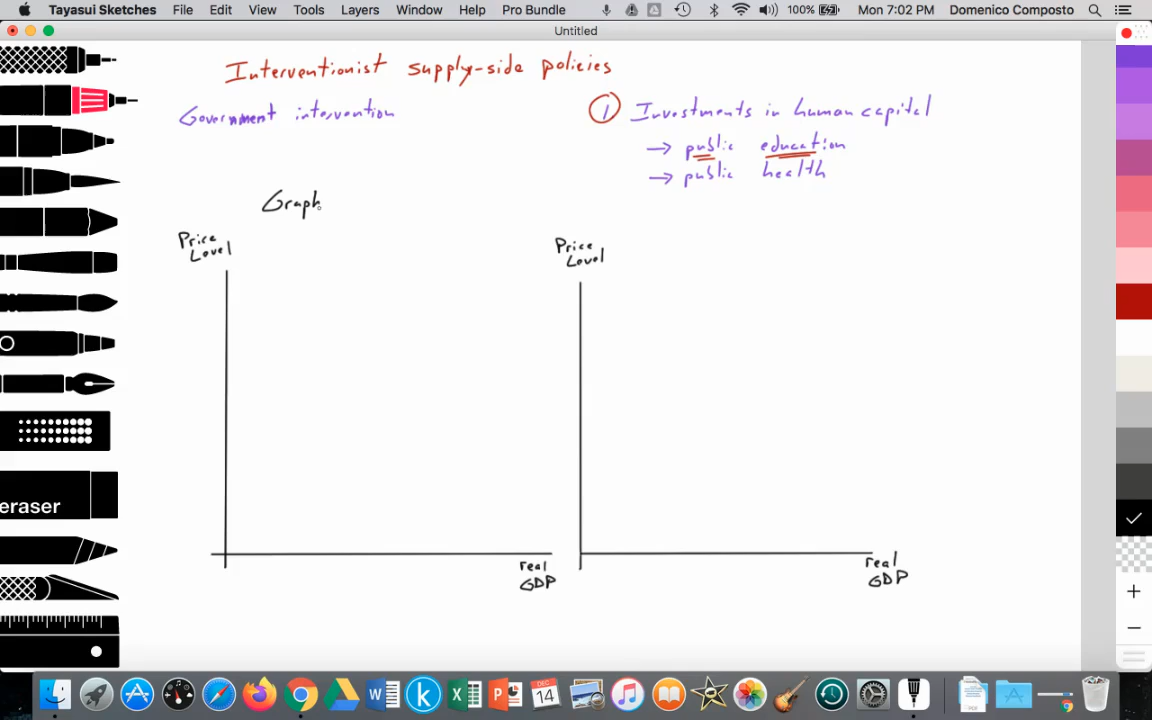 Tayasui Sketches File Edit View Tools Layers Window Help Pro Bundle 100% Mon 7:02 PM Domenico Composto
Untitled
Interventionist supply-side policies
Government intervention
1 Investments in human capital
→ public education
→ public health
Graph
Price
Level
Price
Level
real
GDP
real
GDP
eraser
DEC
14